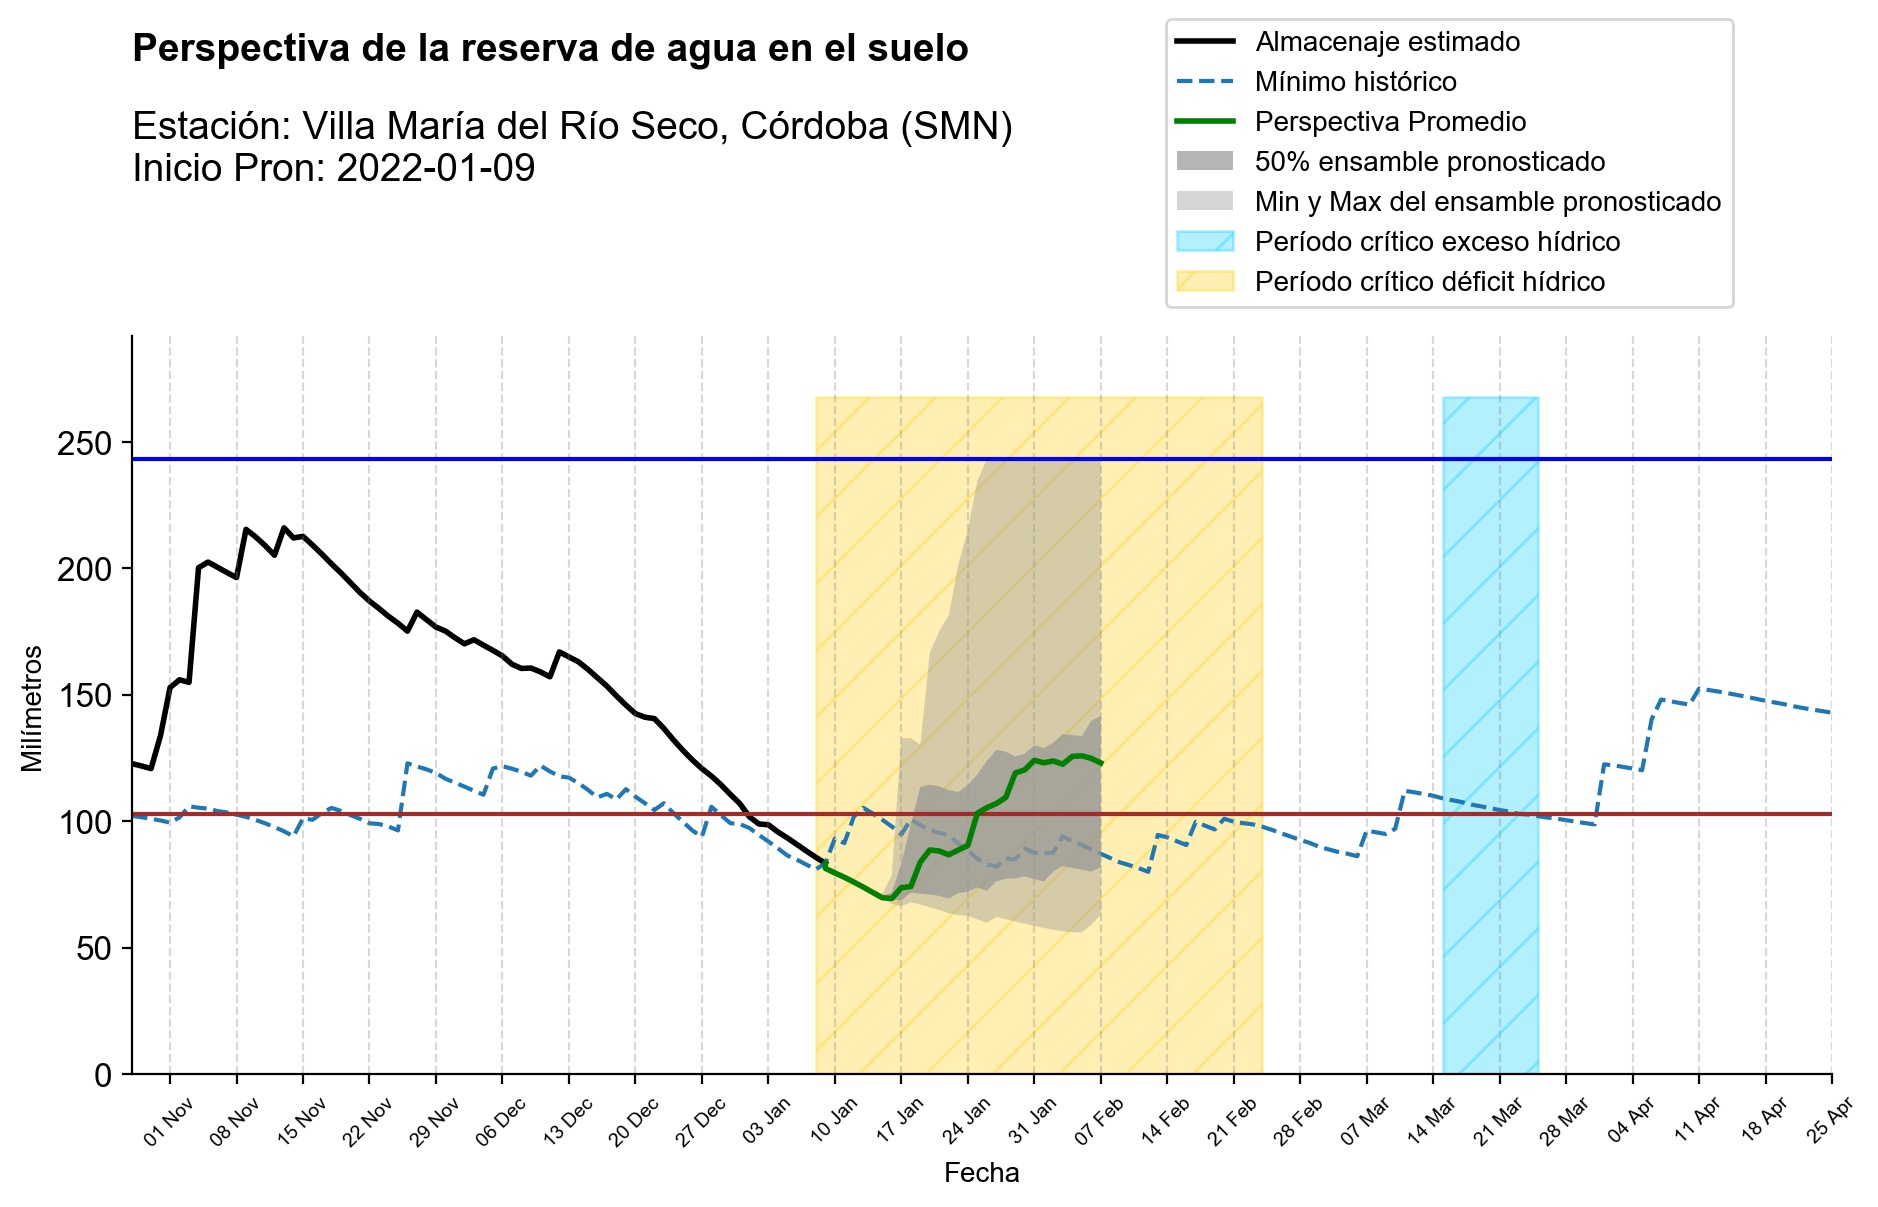 Perspectiva de la reserva de agua en el suelo
Estación: Villa María del Río Seco, Córdoba (SMN)
Inicio Pron: 2022-01-09
Almacenaje estimado
Mínimo histórico
Perspectiva Promedio
50% ensamble pronosticado
Min y Max del ensamble pronosticado
Período crítico exceso hídrico
Período crítico déficit hídrico
Milímetros
250
200
150
100
50
0
01 Nov
08 Nov
15 Nov
22 Nov
29 Nov
06 Dec
13 Dec
20 Dec
27 Dec
03 Jan
10 Jan
17 Jan
24 Jan
31 Jan
07 Feb
14 Feb
21 Feb
28 Feb
07 Mar
14 Mar
21 Mar
28 Mar
04 Apr
11 Apr
18 Apr
25 Apr
Fecha